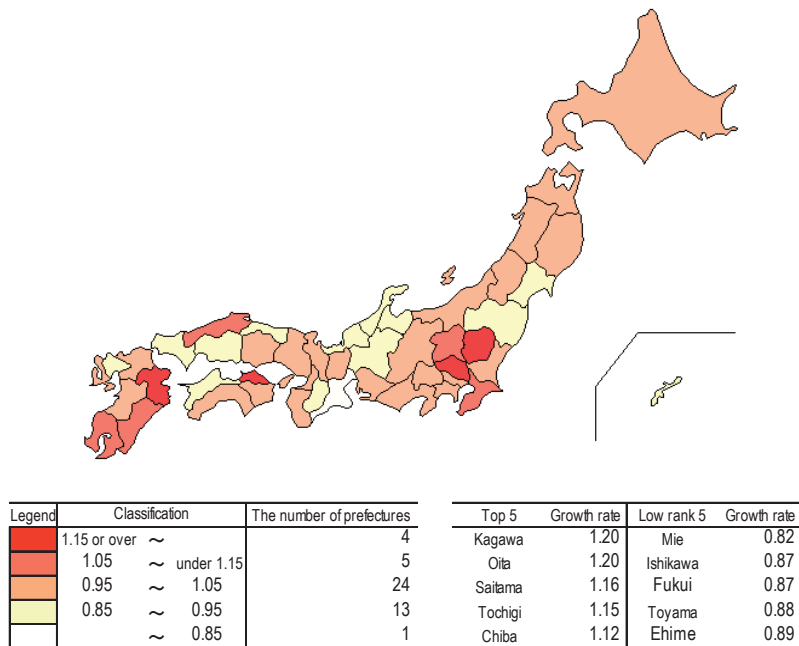 Legend Classification The number of prefectures
1.15 or over ～ 4
1.05 ～ under 1.15 5
0.95 ～ 1.05 24
0.85 ～ 0.95 13
～ 0.85 1
Top 5 Growth rate Low rank 5 Growth rate
Kagawa 1.20 Mie 0.82
Oita 1.20 Ishikawa 0.87
Saitama 1.16 Fukui 0.87
Tochigi 1.15 Toyama 0.88
Chiba 1.12 Ehime 0.89